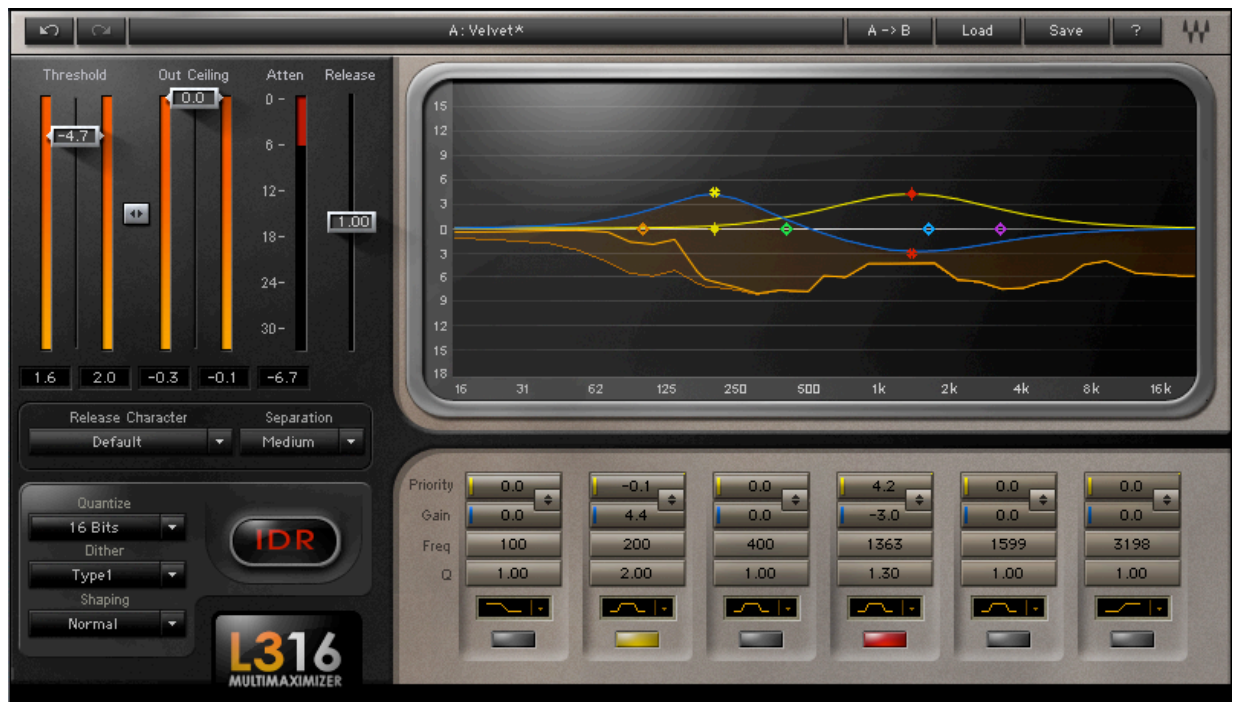 A: Velvet* A->B Load Save ?
Threshold Out Ceiling Atten Release
-4.7 0.0 1.00
0
6
12
18
24
30
1.6 2.0 -0.3 -0.1 -6.7
Release Character Separation
Default Medium
Quantize
16 Bits
Dither
Type1
Shaping
Normal
IDR
L316
MULTIMAXIMIZER
15
12
9
6
3
0
3
6
9
12
15
18
16 31 62 125 250 500 1k 2k 4k 8k 16k
Priority 0.0 -0.1 0.0 4.2 0.0 0.0
Gain 0.0 4.4 0.0 -3.0 0.0 0.0
Freq 100 200 400 1363 1599 3198
Q 1.00 2.00 1.00 1.30 1.00 1.00